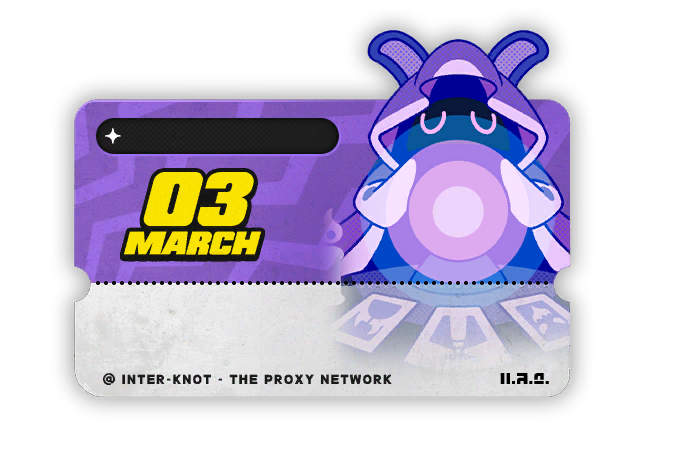 03
MARCH
@ INTER-KNOT - THE PROXY NETWORK